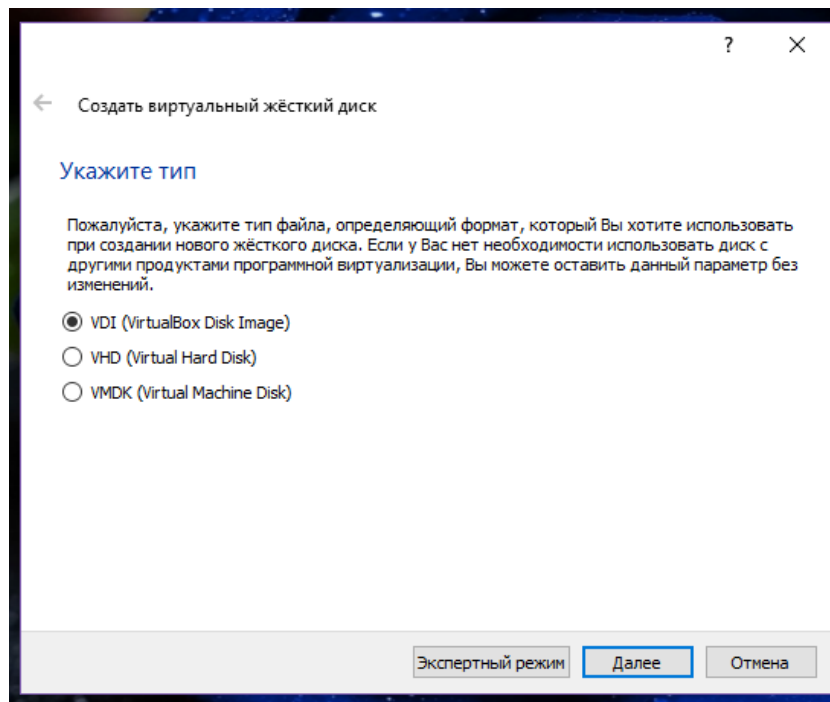 ?
Создать виртуальный жёсткий диск
Укажите тип
Пожалуйста, укажите тип файла, определяющий формат, который Вы хотите использовать
при создании нового жёсткого диска. Если у Вас нет необходимости использовать диск с
другими продуктами программной виртуализации, Вы можете оставить данный параметр без
изменений.
VDI (VirtualBox Disk Image)
VHD (Virtual Hard Disk)
VMDK (Virtual Machine Disk)
Экспертный режим Далее Отмена